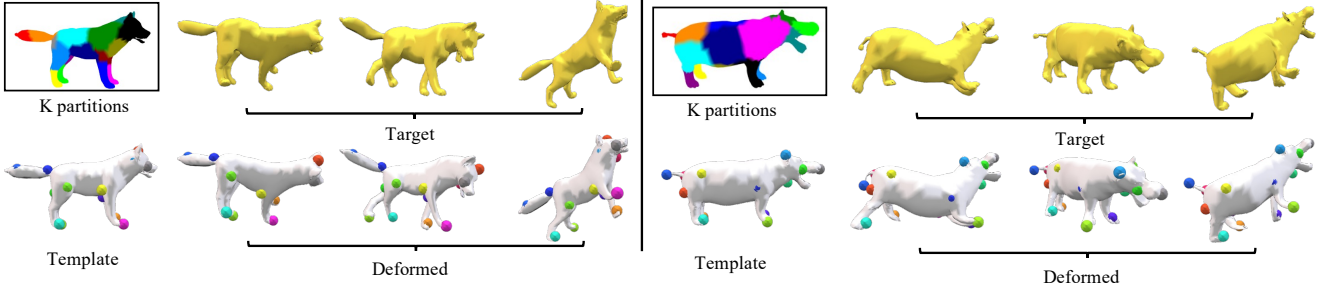 K partitions
Target
Template
Deformed
K partitions
Target
Template
Deformed